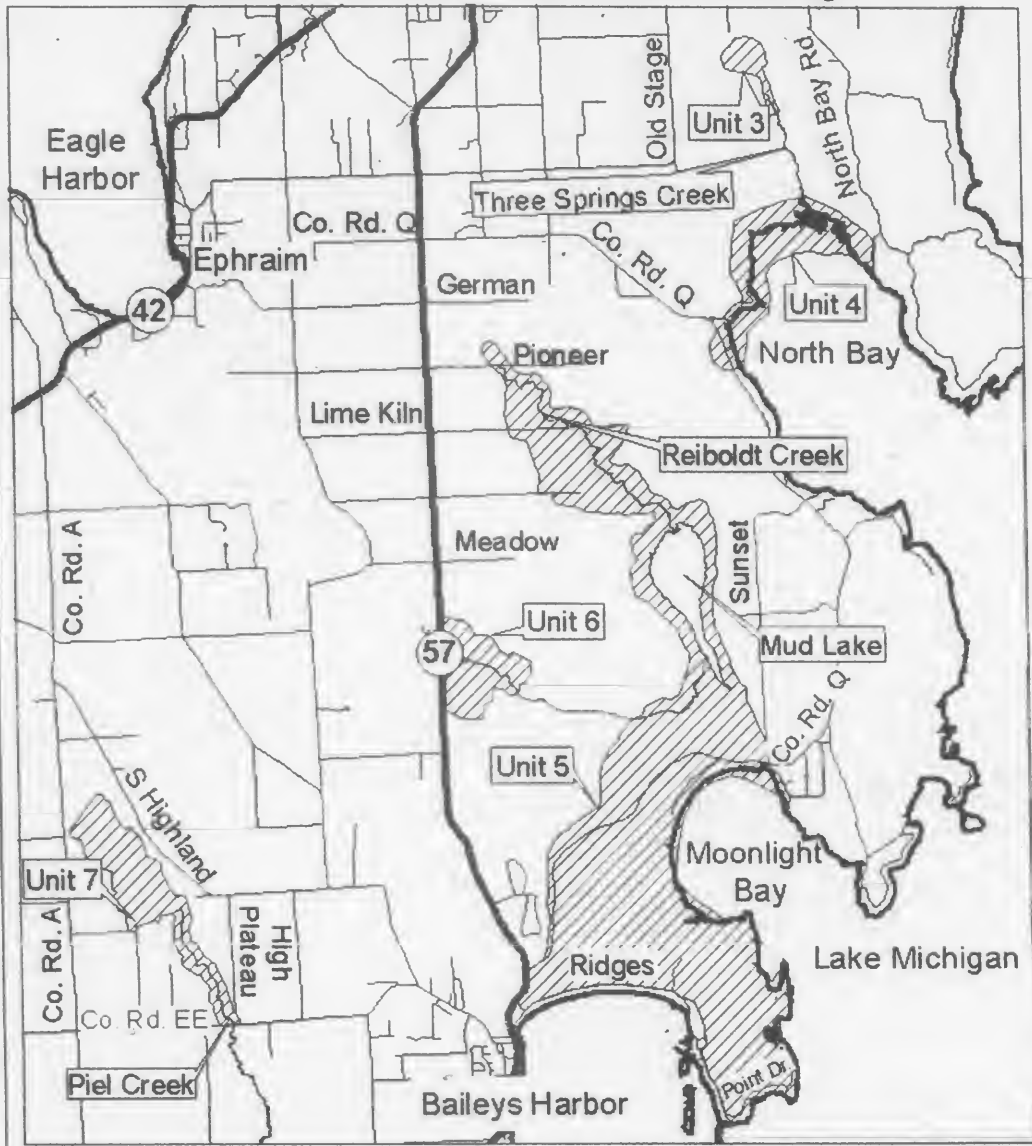 Old Stage
North Bay Rd
Unit 3
Eagle
Harbor
Three Springs Creek
Co. Rd. Q
Co. Rd. Q
Ephraim
German
Unit 4
42
North Bay
Pioneer
Lime Kiln
Reiboldt Creek
Co. Rd. A
Meadow
Sunset
Unit 6
57
Mud Lake
Co. Rd. Q
Unit 5
S Highland
Moonlight
Bay
Unit 7
Co. Rd. A
High
Plateau
Ridges
Lake Michigan
Co. Rd. EE
Piel Creek
Point Dr
Baileys Harbor